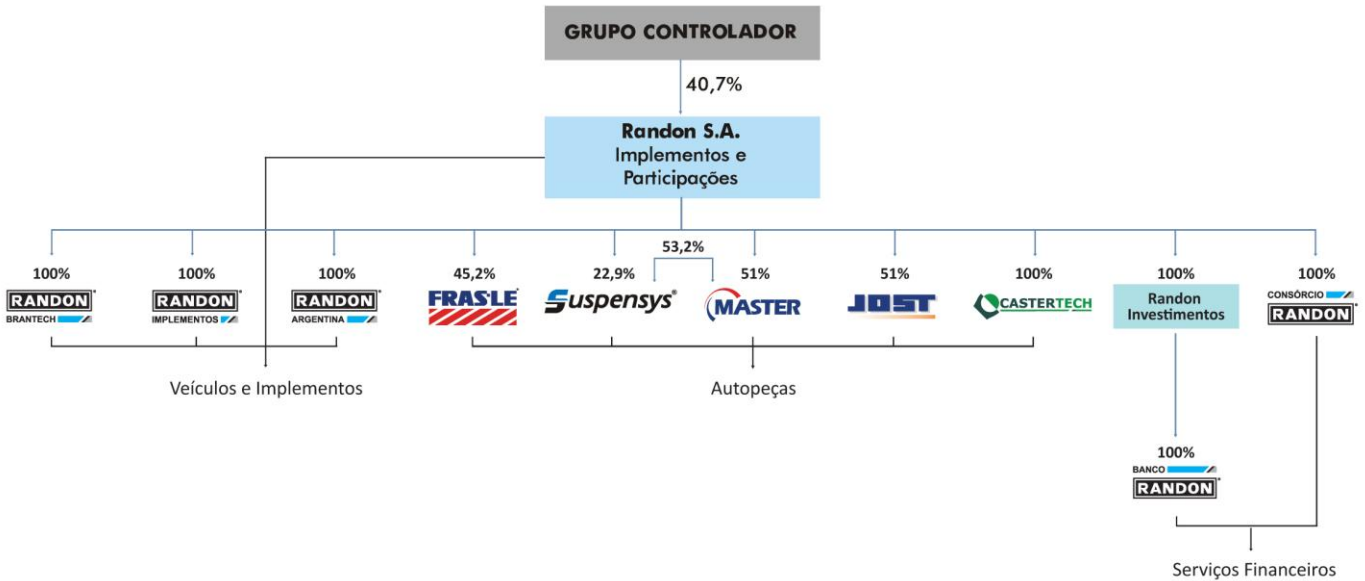 GRUPO CONTROLADOR
40,7%
Randon S.A.
Implementos e
Participações
53,2%
100%
100%
100%
45,2%
22,9%
51%
51%
100%
100%
100%
RANDON
BRANTECH
RANDON
IMPLEMENTOS
RANDON
ARGENTINA
FRAS-LE
Suspensys®
MASTER
JOST
CASTERTECH
Randon
Investimentos
CONSÓRCIO
RANDON
Veículos e Implementos
Autopeças
100%
BANCO
RANDON
Serviços Financeiros